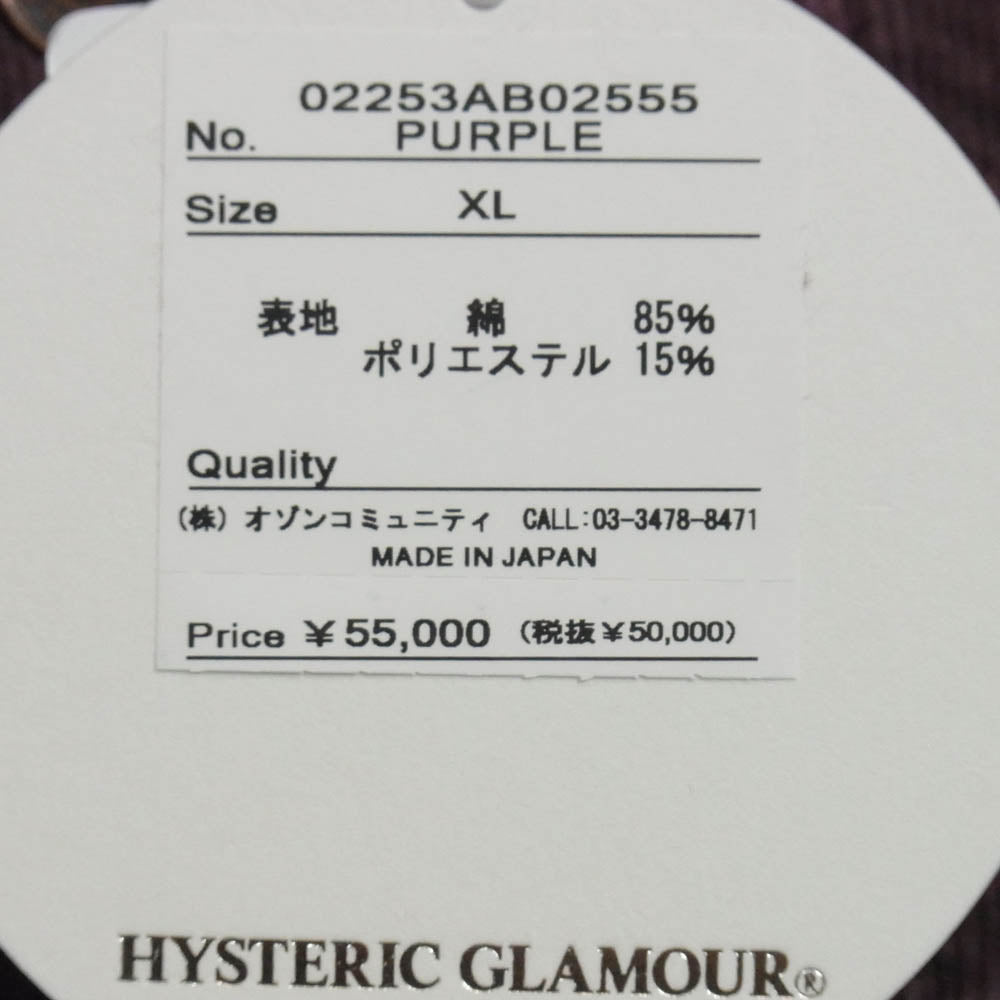 02253AB02555
No. PURPLE
Size XL
表地 綿 85%
ポリエステル 15%
Quality
(株) オゾンコミュニティ CALL:03-3478-8471
MADE IN JAPAN
Price ¥55,000 (税抜¥50,000)
HYSTERIC GLAMOUR®